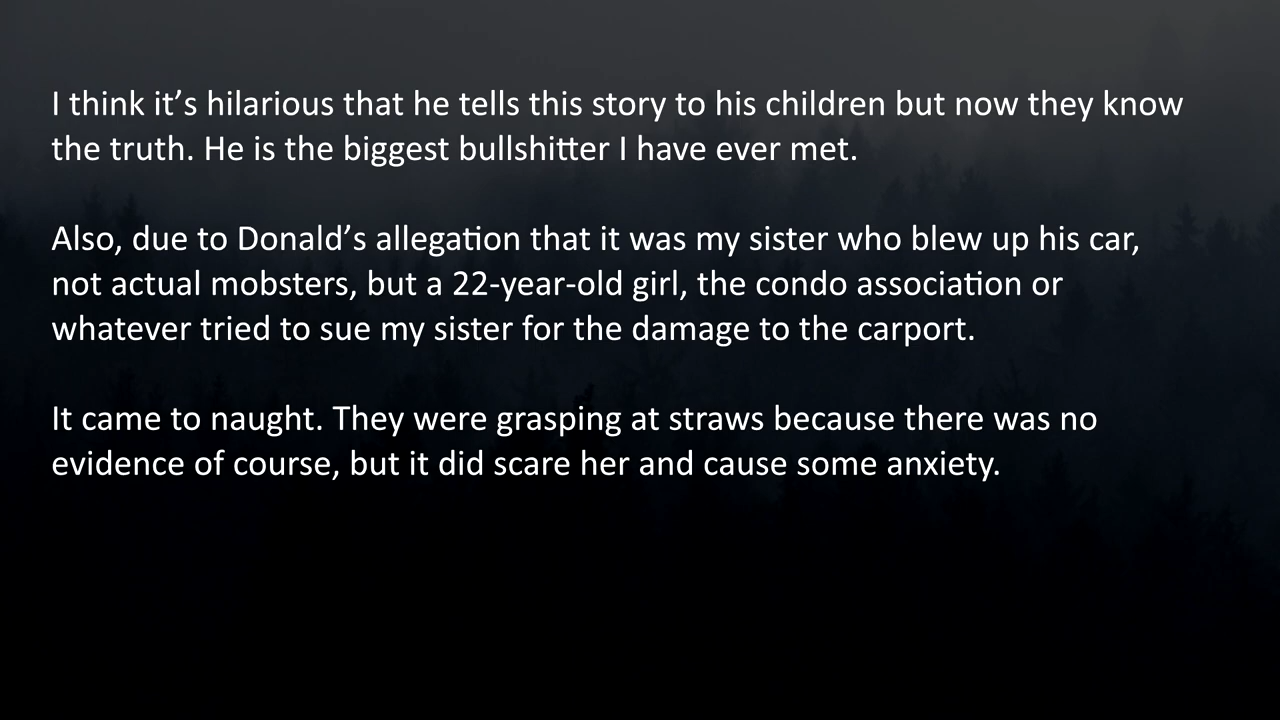 I think it’s hilarious that he tells this story to his children but now they know
the truth. He is the biggest bullshitter I have ever met.
Also, due to Donald’s allegation that it was my sister who blew up his car,
not actual mobsters, but a 22-year-old girl, the condo association or
whatever tried to sue my sister for the damage to the carport.
It came to naught. They were grasping at straws because there was no
evidence of course, but it did scare her and cause some anxiety.